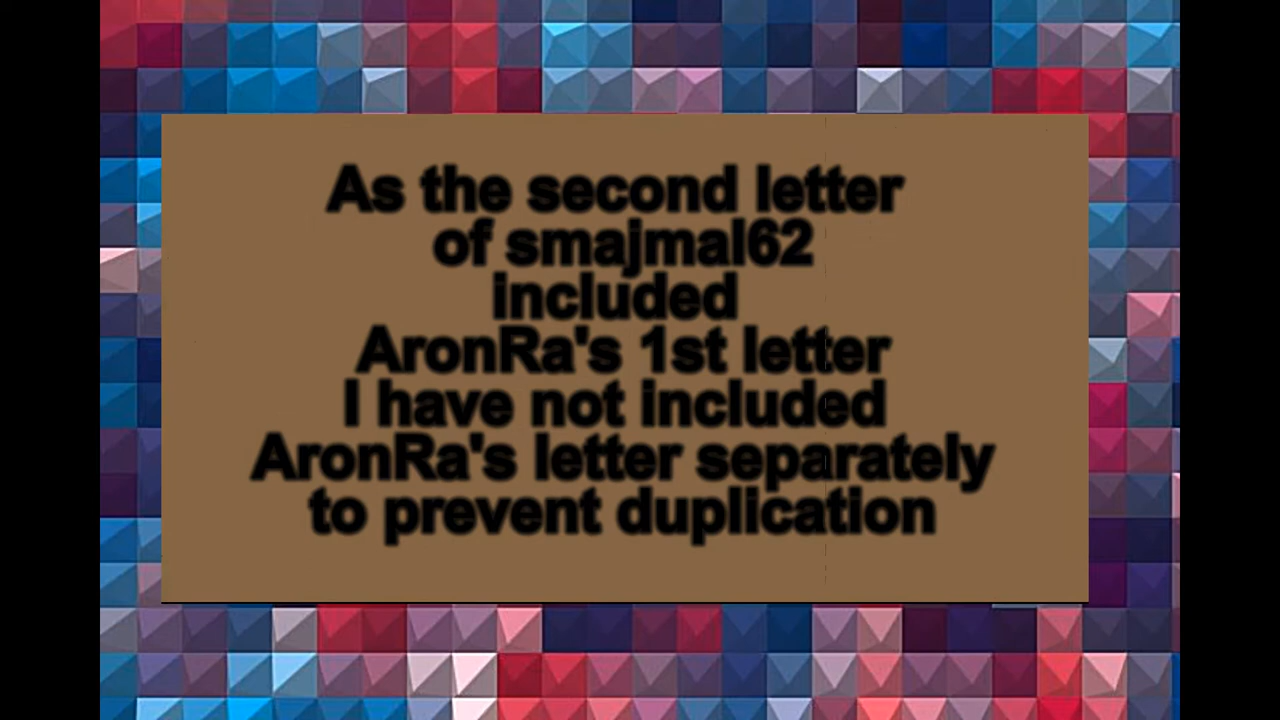 As the second letter
of smajmal62
included
AronRa's 1st letter
I have not included
AronRa's letter separately
to prevent duplication